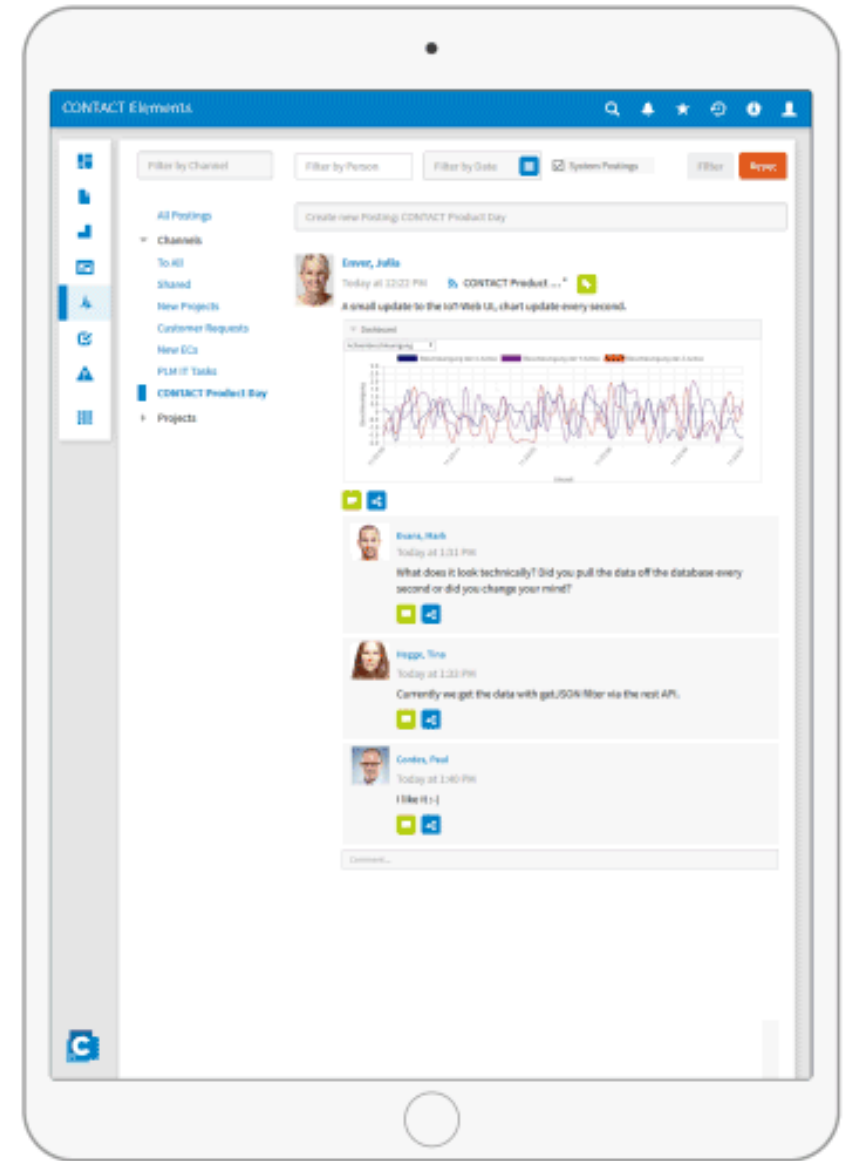 CONTACT Elements
Filter by Channel
Filter by Person
Filter by Date
System Postings
Filter
Reset
All Postings
Channels
To All
Shared
New Projects
Customer Requests
New ECs
PLM IT Tasks
CONTACT Product Day
Projects
Create new Posting: CONTACT Product Day
Julia
Today at 12:22 PM
CONTACT Product ...
A small update to the IoT-Web UI, chart update every second.
Dashboard
Evans, Mark
Today at 1:31 PM
What does it look technically? Did you pull the data off the database every
second or did you change your mind?
Tina
Today at 1:33 PM
Currently we get the data with getJSON filter via the rest API.
Paul
Today at 1:40 PM
I like it :-)
Comment...
C